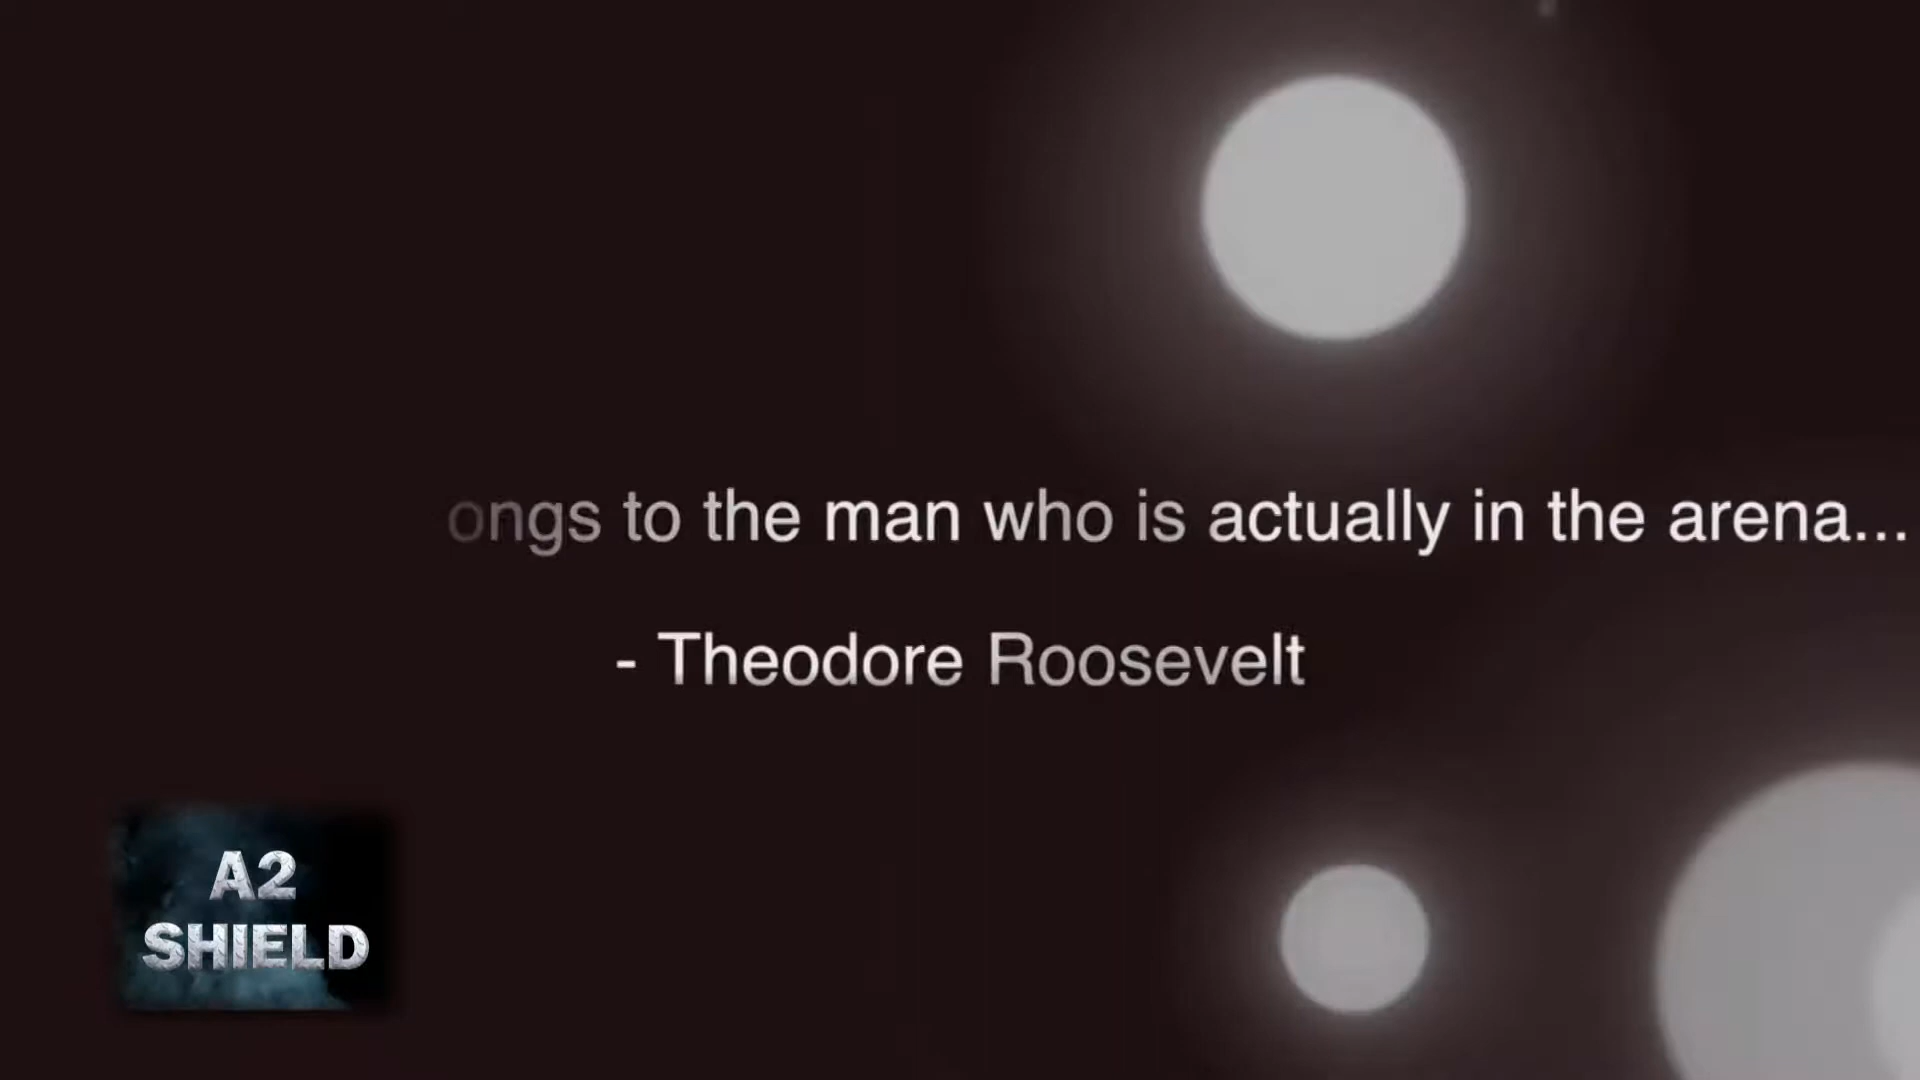 ongs to the man who is actually in the arena...
- Theodore Roosevelt
A2
SHIELD